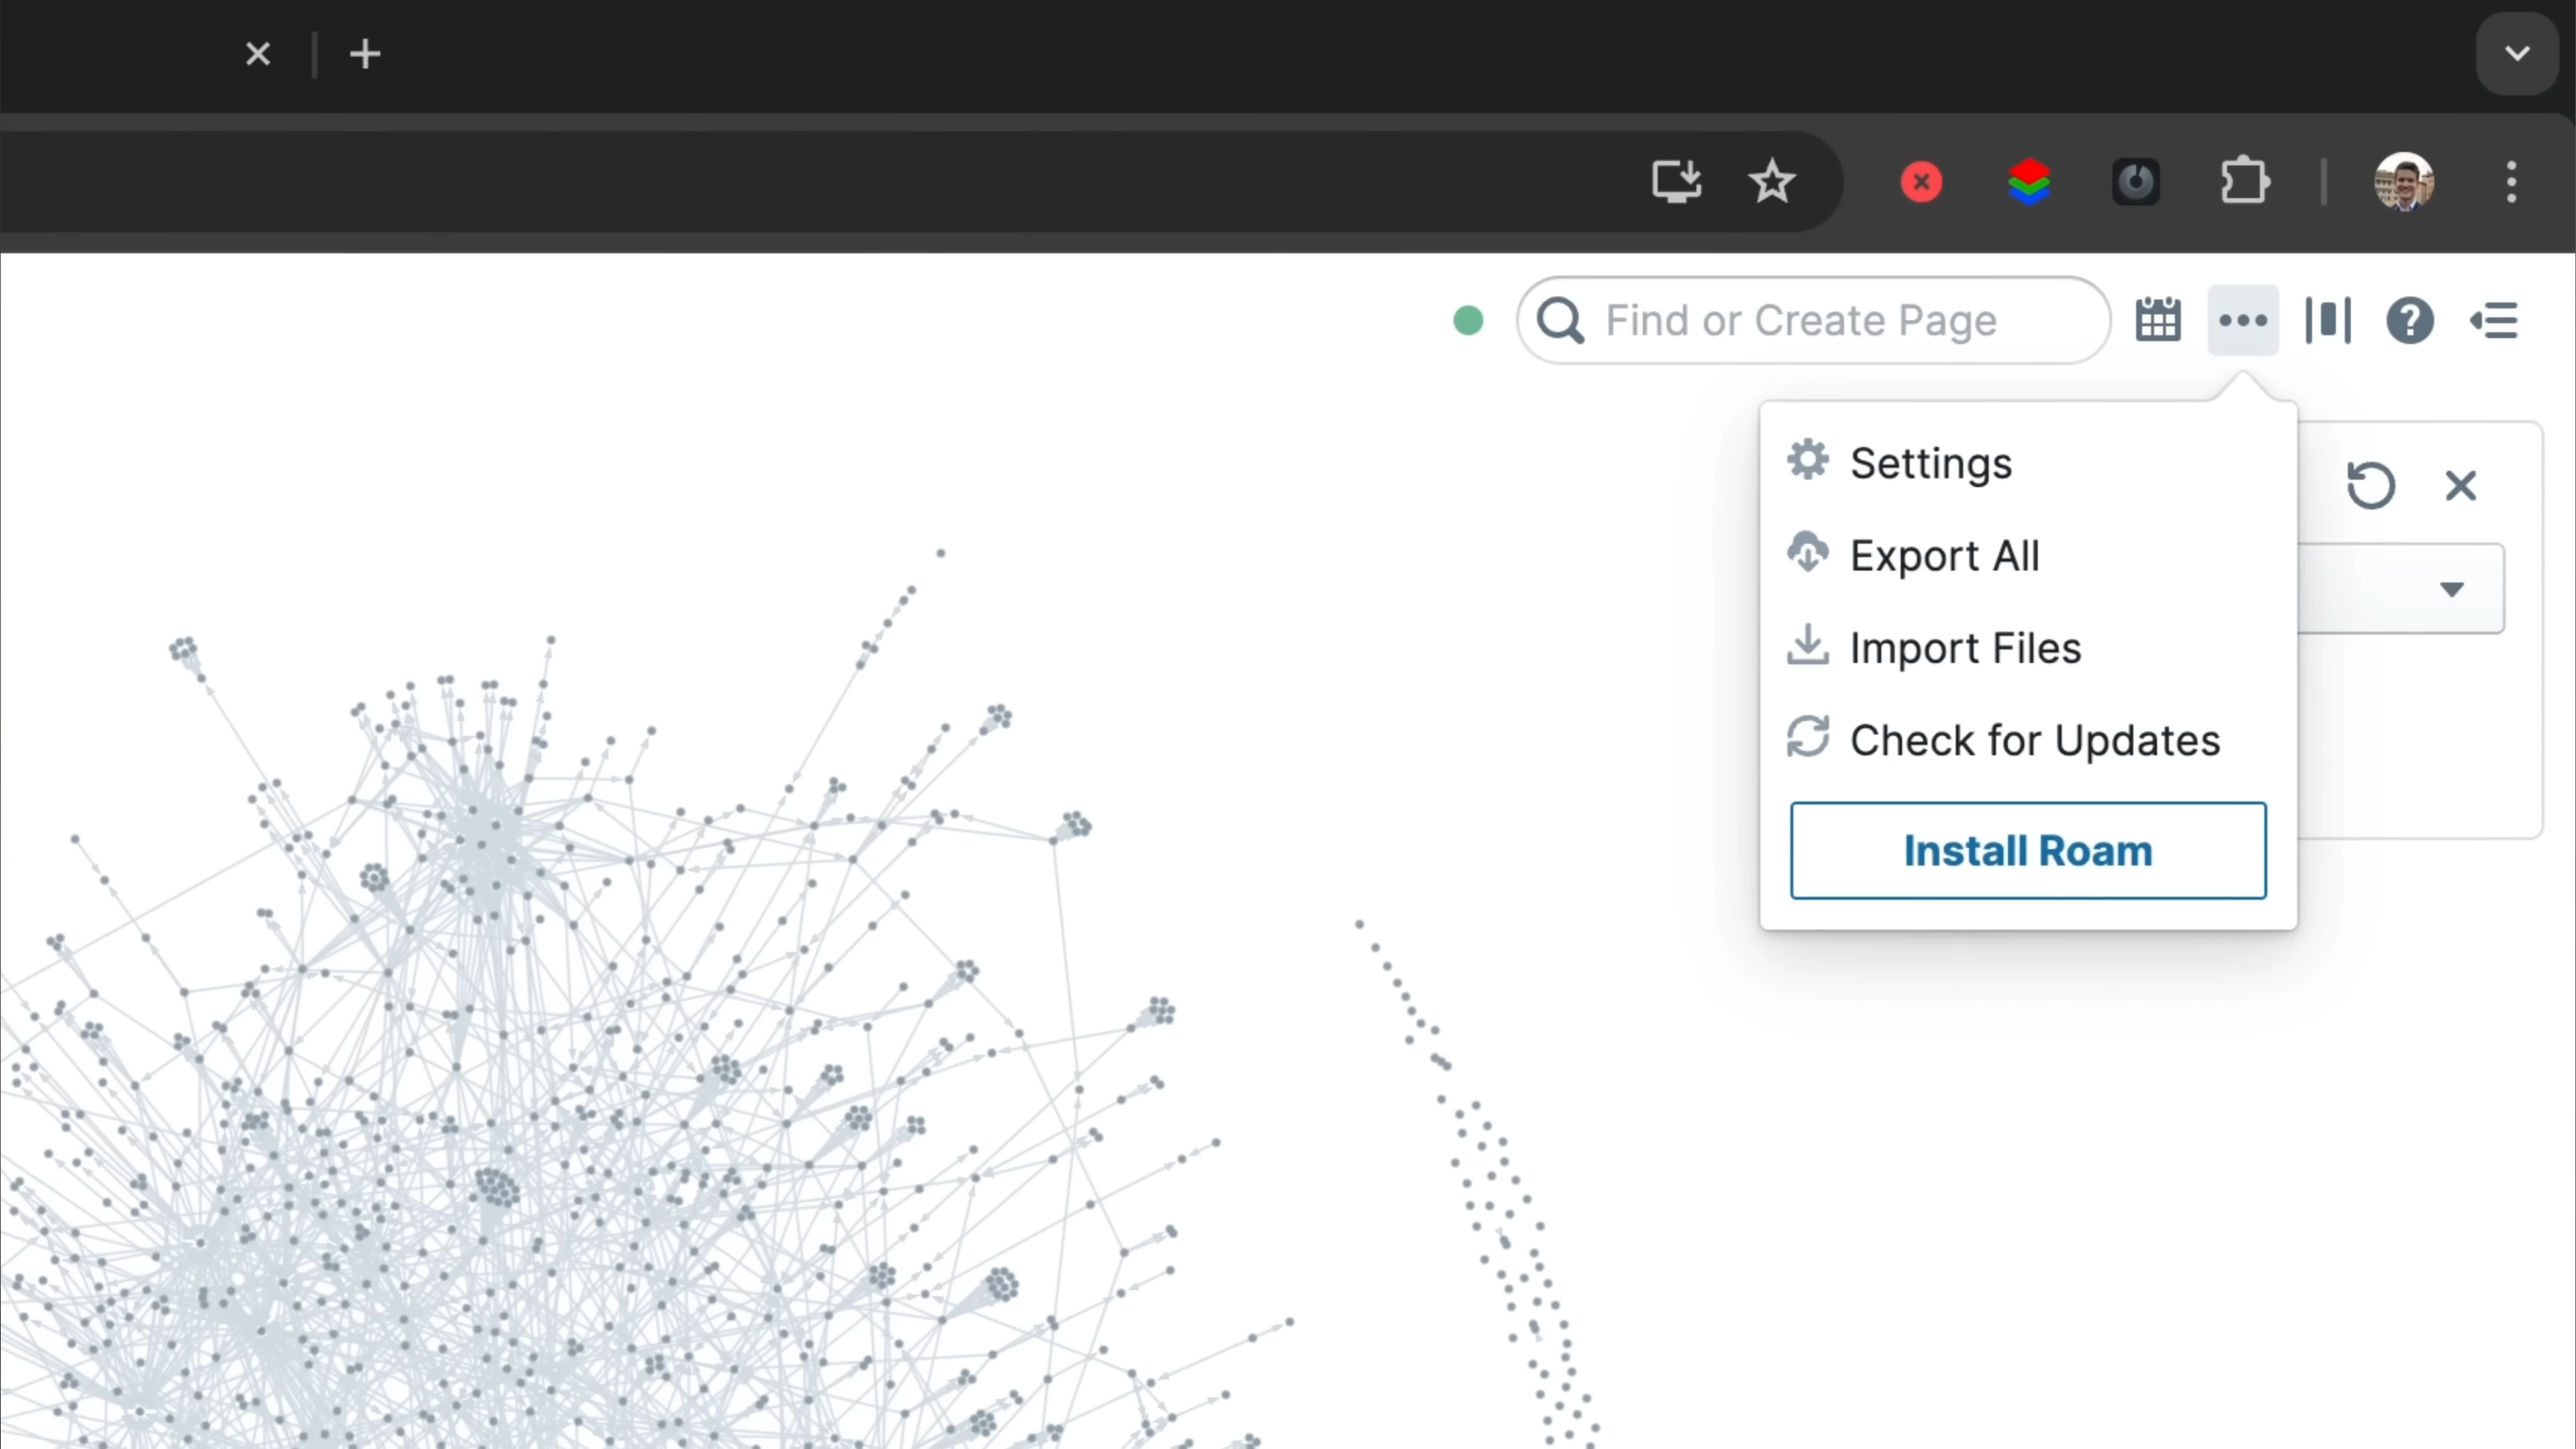 Find or Create Page
Settings
Export All
Import Files
Check for Updates
Install Roam